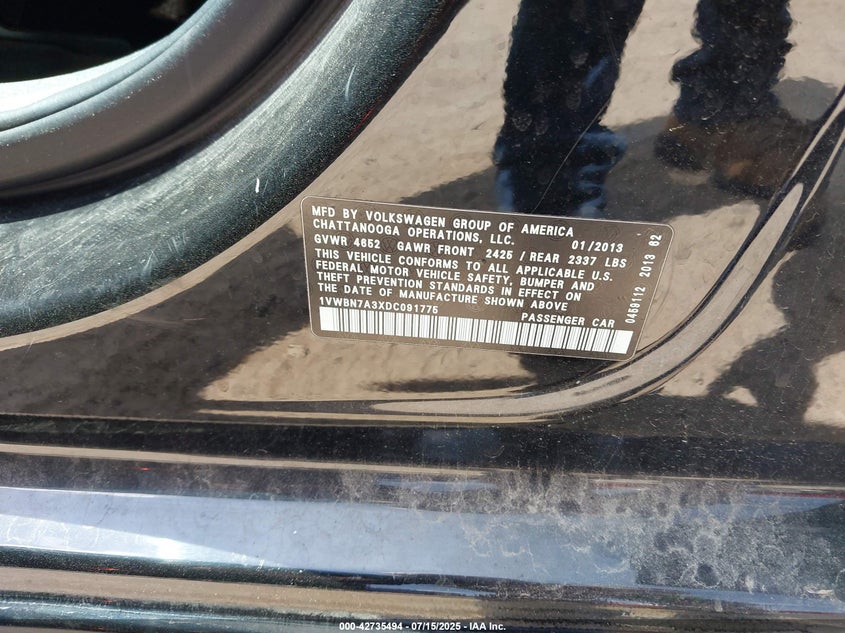 MFD BY VOLKSWAGEN GROUP OF AMERICA
CHATTANOOGA OPERATIONS, LLC. 01/2013
GVWR 4652 GAWR FRONT 2425 / REAR 2337 LBS
THIS VEHICLE CONFORMS TO ALL APPLICABLE U.S.
FEDERAL MOTOR VEHICLE SAFETY, BUMPER AND
THEFT PREVENTION STANDARDS IN EFFECT ON
THE DATE OF MANUFACTURE SHOWN ABOVE
1VWBN7A3XDC091775 PASSENGER CAR
0459112 2013 62
000-42735494 - 07/15/2025 - IAA Inc.